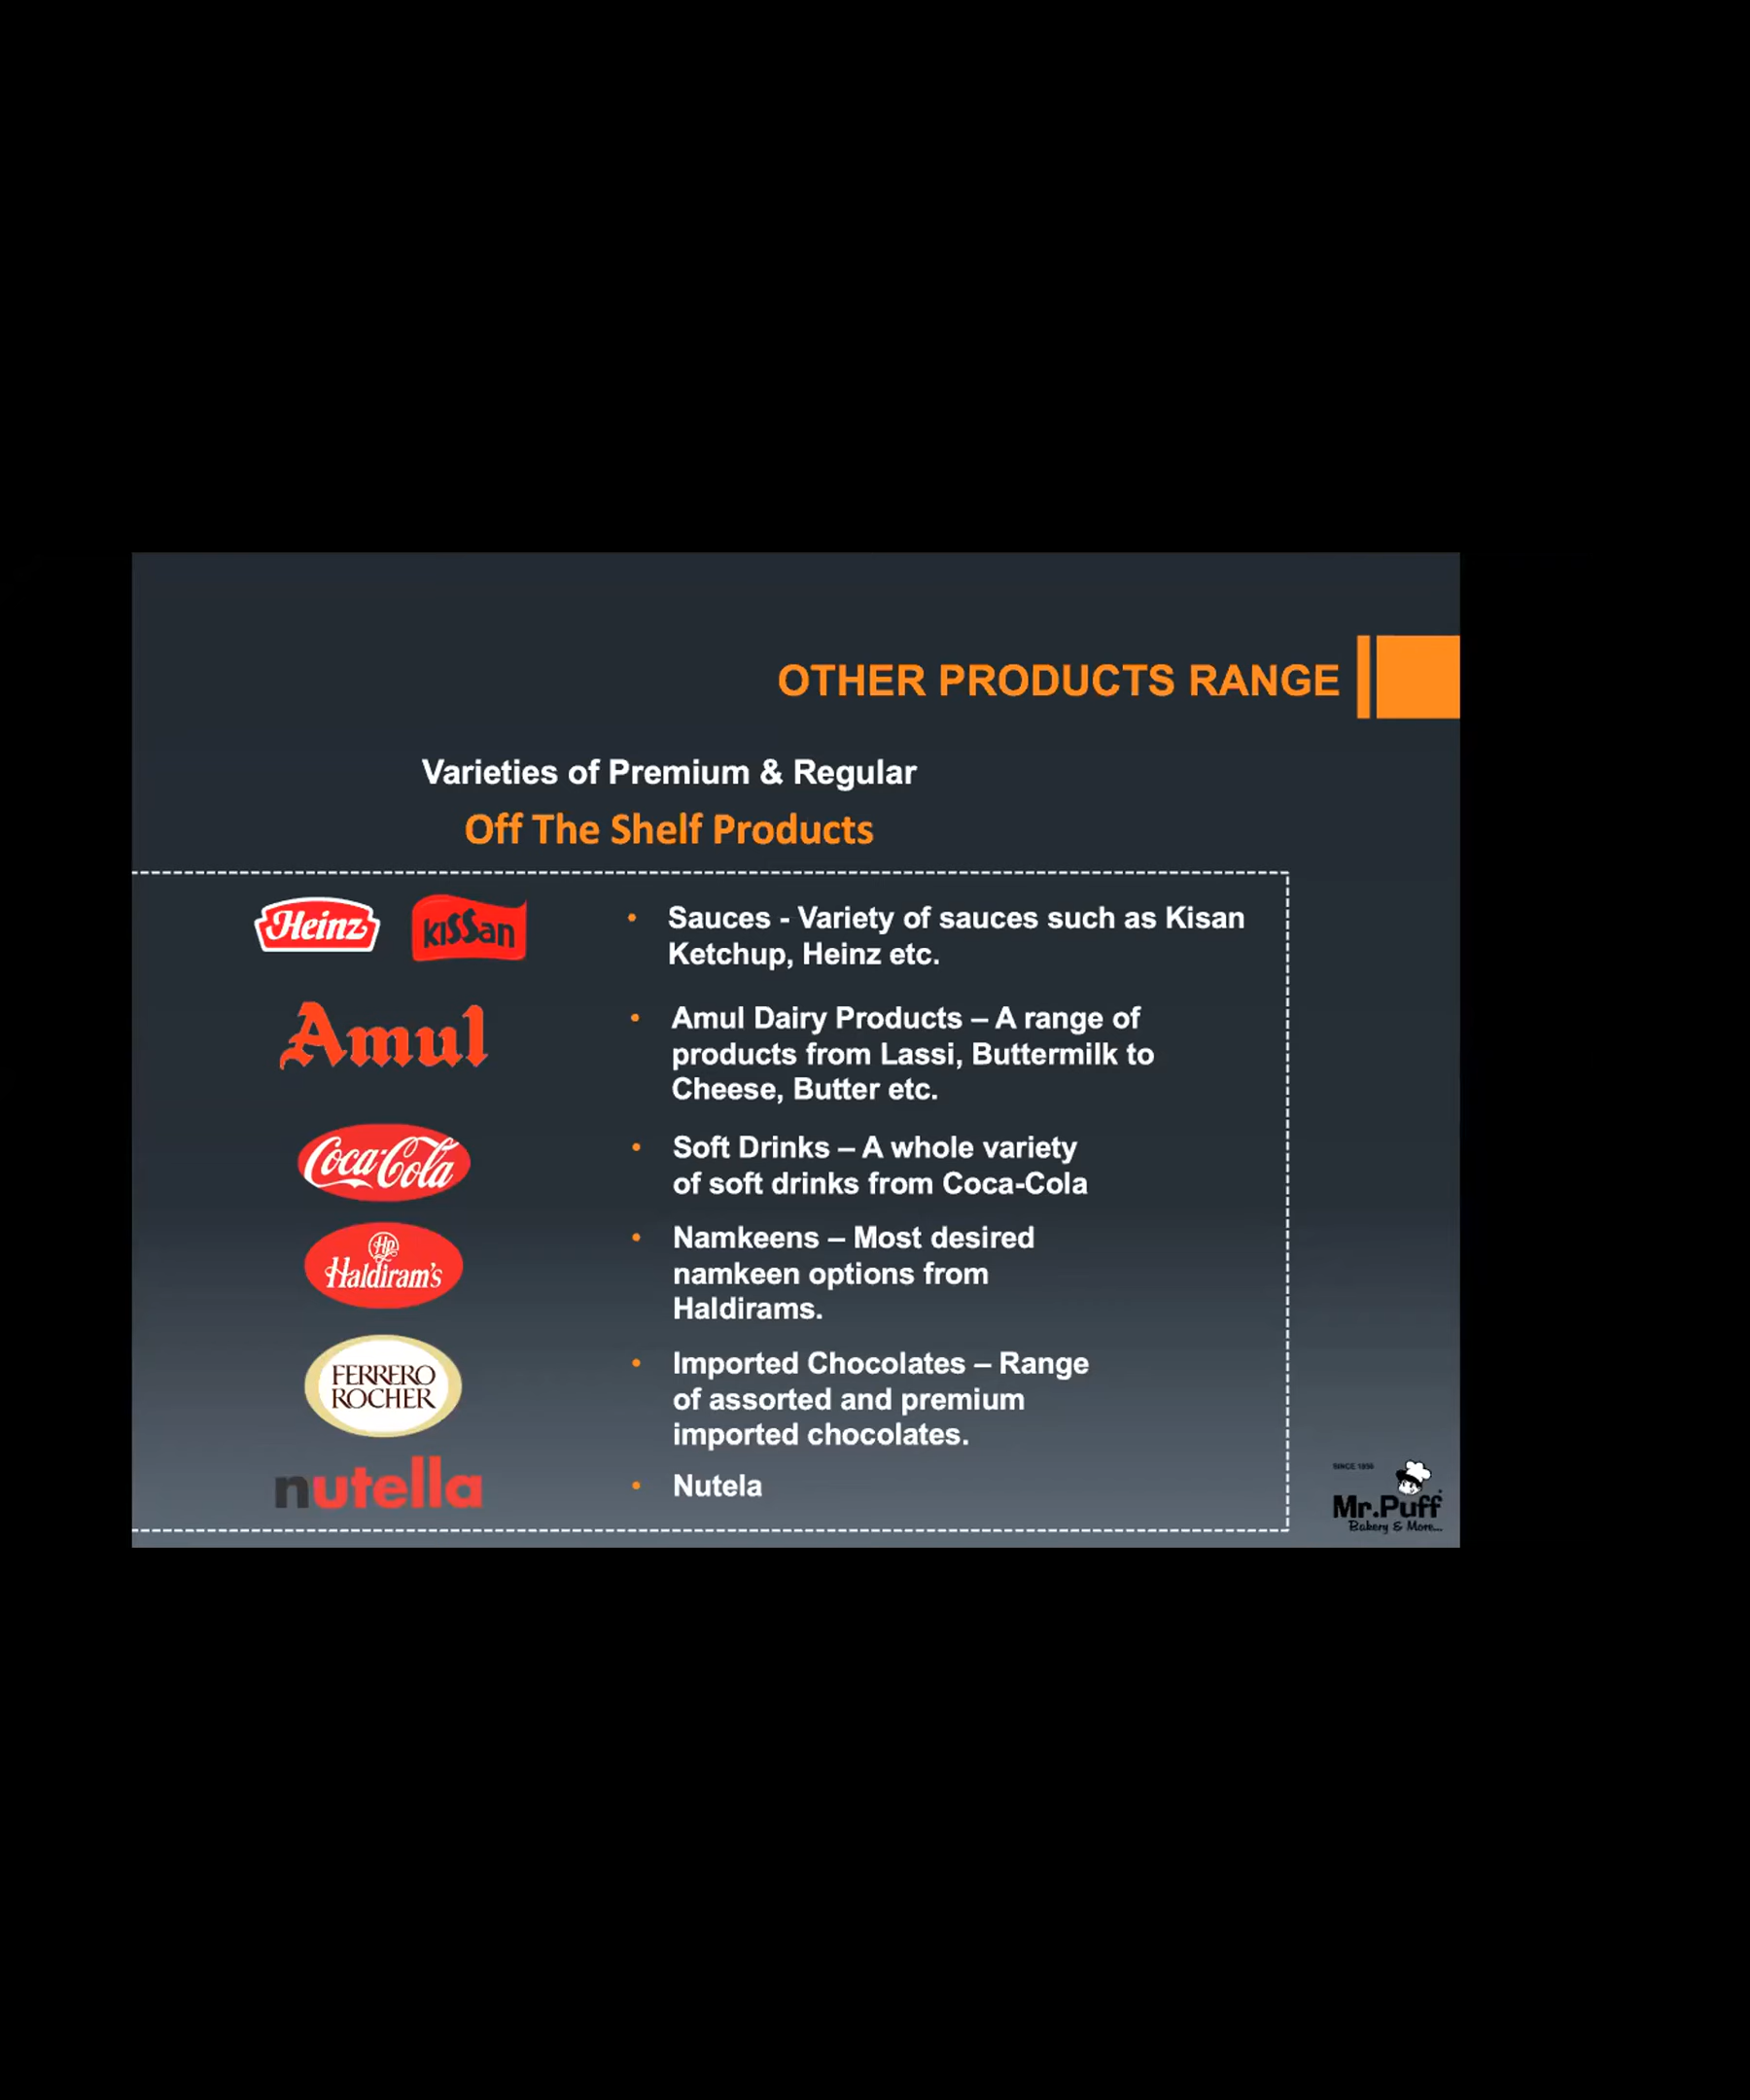 OTHER PRODUCTS RANGE
Varieties of Premium & Regular
Off The Shelf Products
Heinz
kissan
• Sauces - Variety of sauces such as Kisan
Ketchup, Heinz etc.
Amul
• Amul Dairy Products – A range of
products from Lassi, Buttermilk to
Cheese, Butter etc.
Coca-Cola
• Soft Drinks – A whole variety
of soft drinks from Coca-Cola
HP
Haldiram's
• Namkeens – Most desired
namkeen options from
Haldirams.
FERRERO
ROCHER
• Imported Chocolates – Range
of assorted and premium
imported chocolates.
nutella
• Nutela
SINCE 1956
Mr.Puff
Bakery & More...